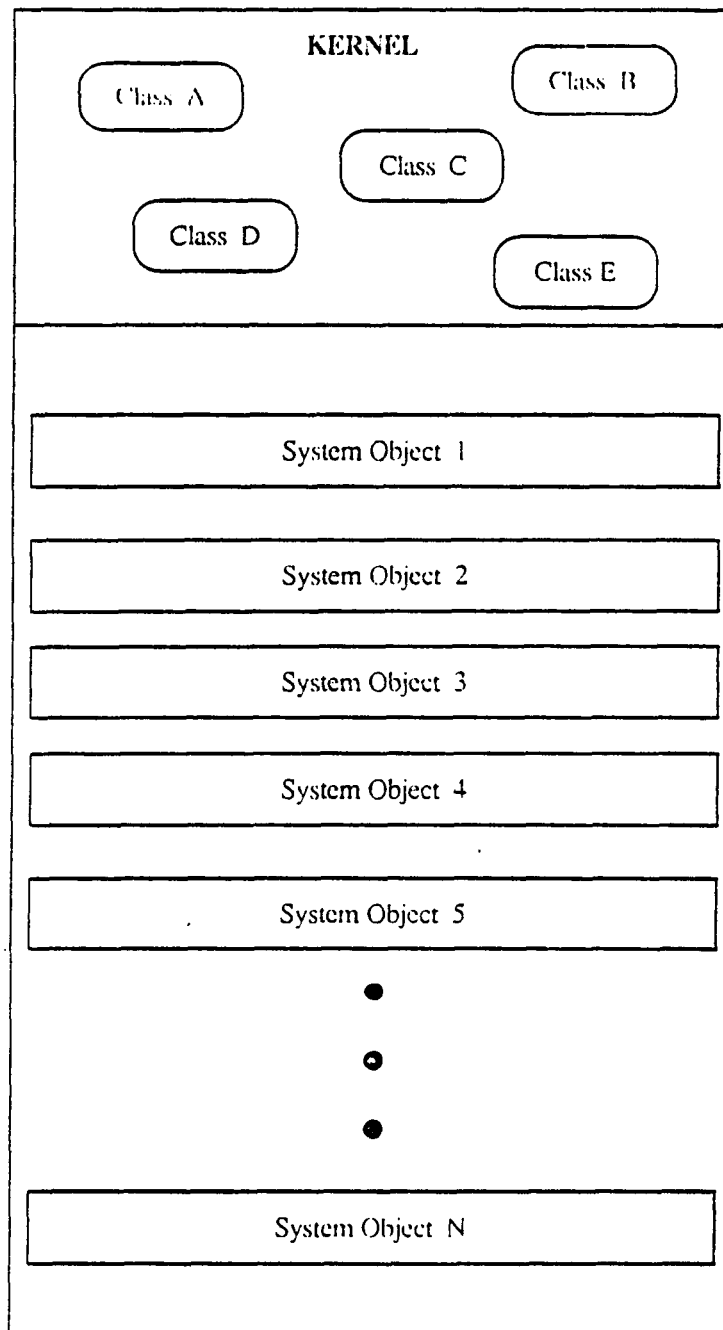 KERNEL
Class A
Class B
Class C
Class D
Class E
System Object 1
System Object 2
System Object 3
System Object 4
System Object 5
System Object N